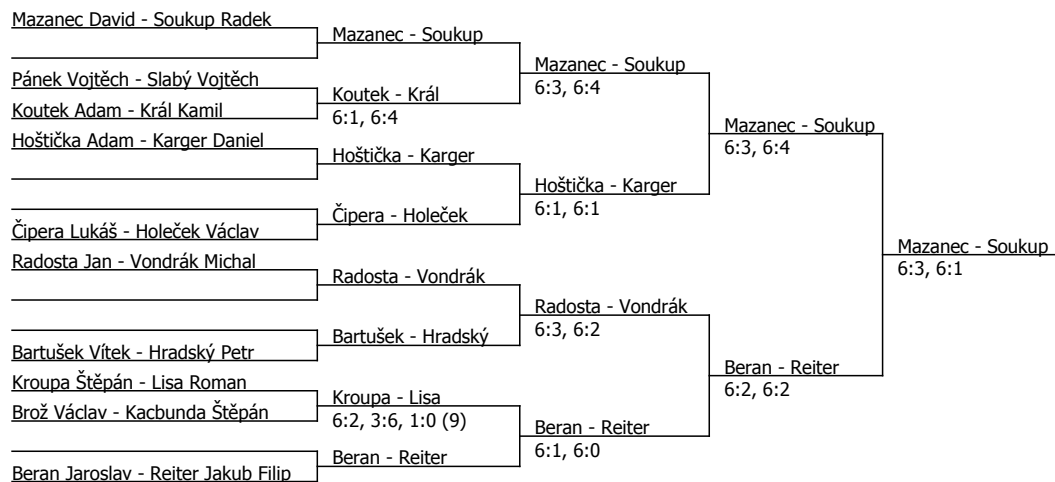 Mazanec David - Soukup Radek
Pánek Vojtěch - Slabý Vojtěch
Koutek Adam - Král Kamil
Hoštička Adam - Karger Daniel
Čipera Lukáš - Holeček Václav
Radosta Jan - Vondrák Michal
Bartušek Vítek - Hradský Petr
Kroupa Štěpán - Lisa Roman
Brož Václav - Kacbunda Štěpán
Beran Jaroslav - Reiter Jakub Filip
Mazanec - Soukup
Koutek - Král
6:1, 6:4
Hoštička - Karger
Čipera - Holeček
Radosta - Vondrák
Bartušek - Hradský
Kroupa - Lisa
6:2, 3:6, 1:0 (9)
Beran - Reiter
Mazanec - Soukup
6:3, 6:4
Hoštička - Karger
6:1, 6:1
Radosta - Vondrák
6:3, 6:2
Beran - Reiter
6:1, 6:0
Mazanec - Soukup
6:3, 6:4
Beran - Reiter
6:2, 6:2
Mazanec - Soukup
6:3, 6:1